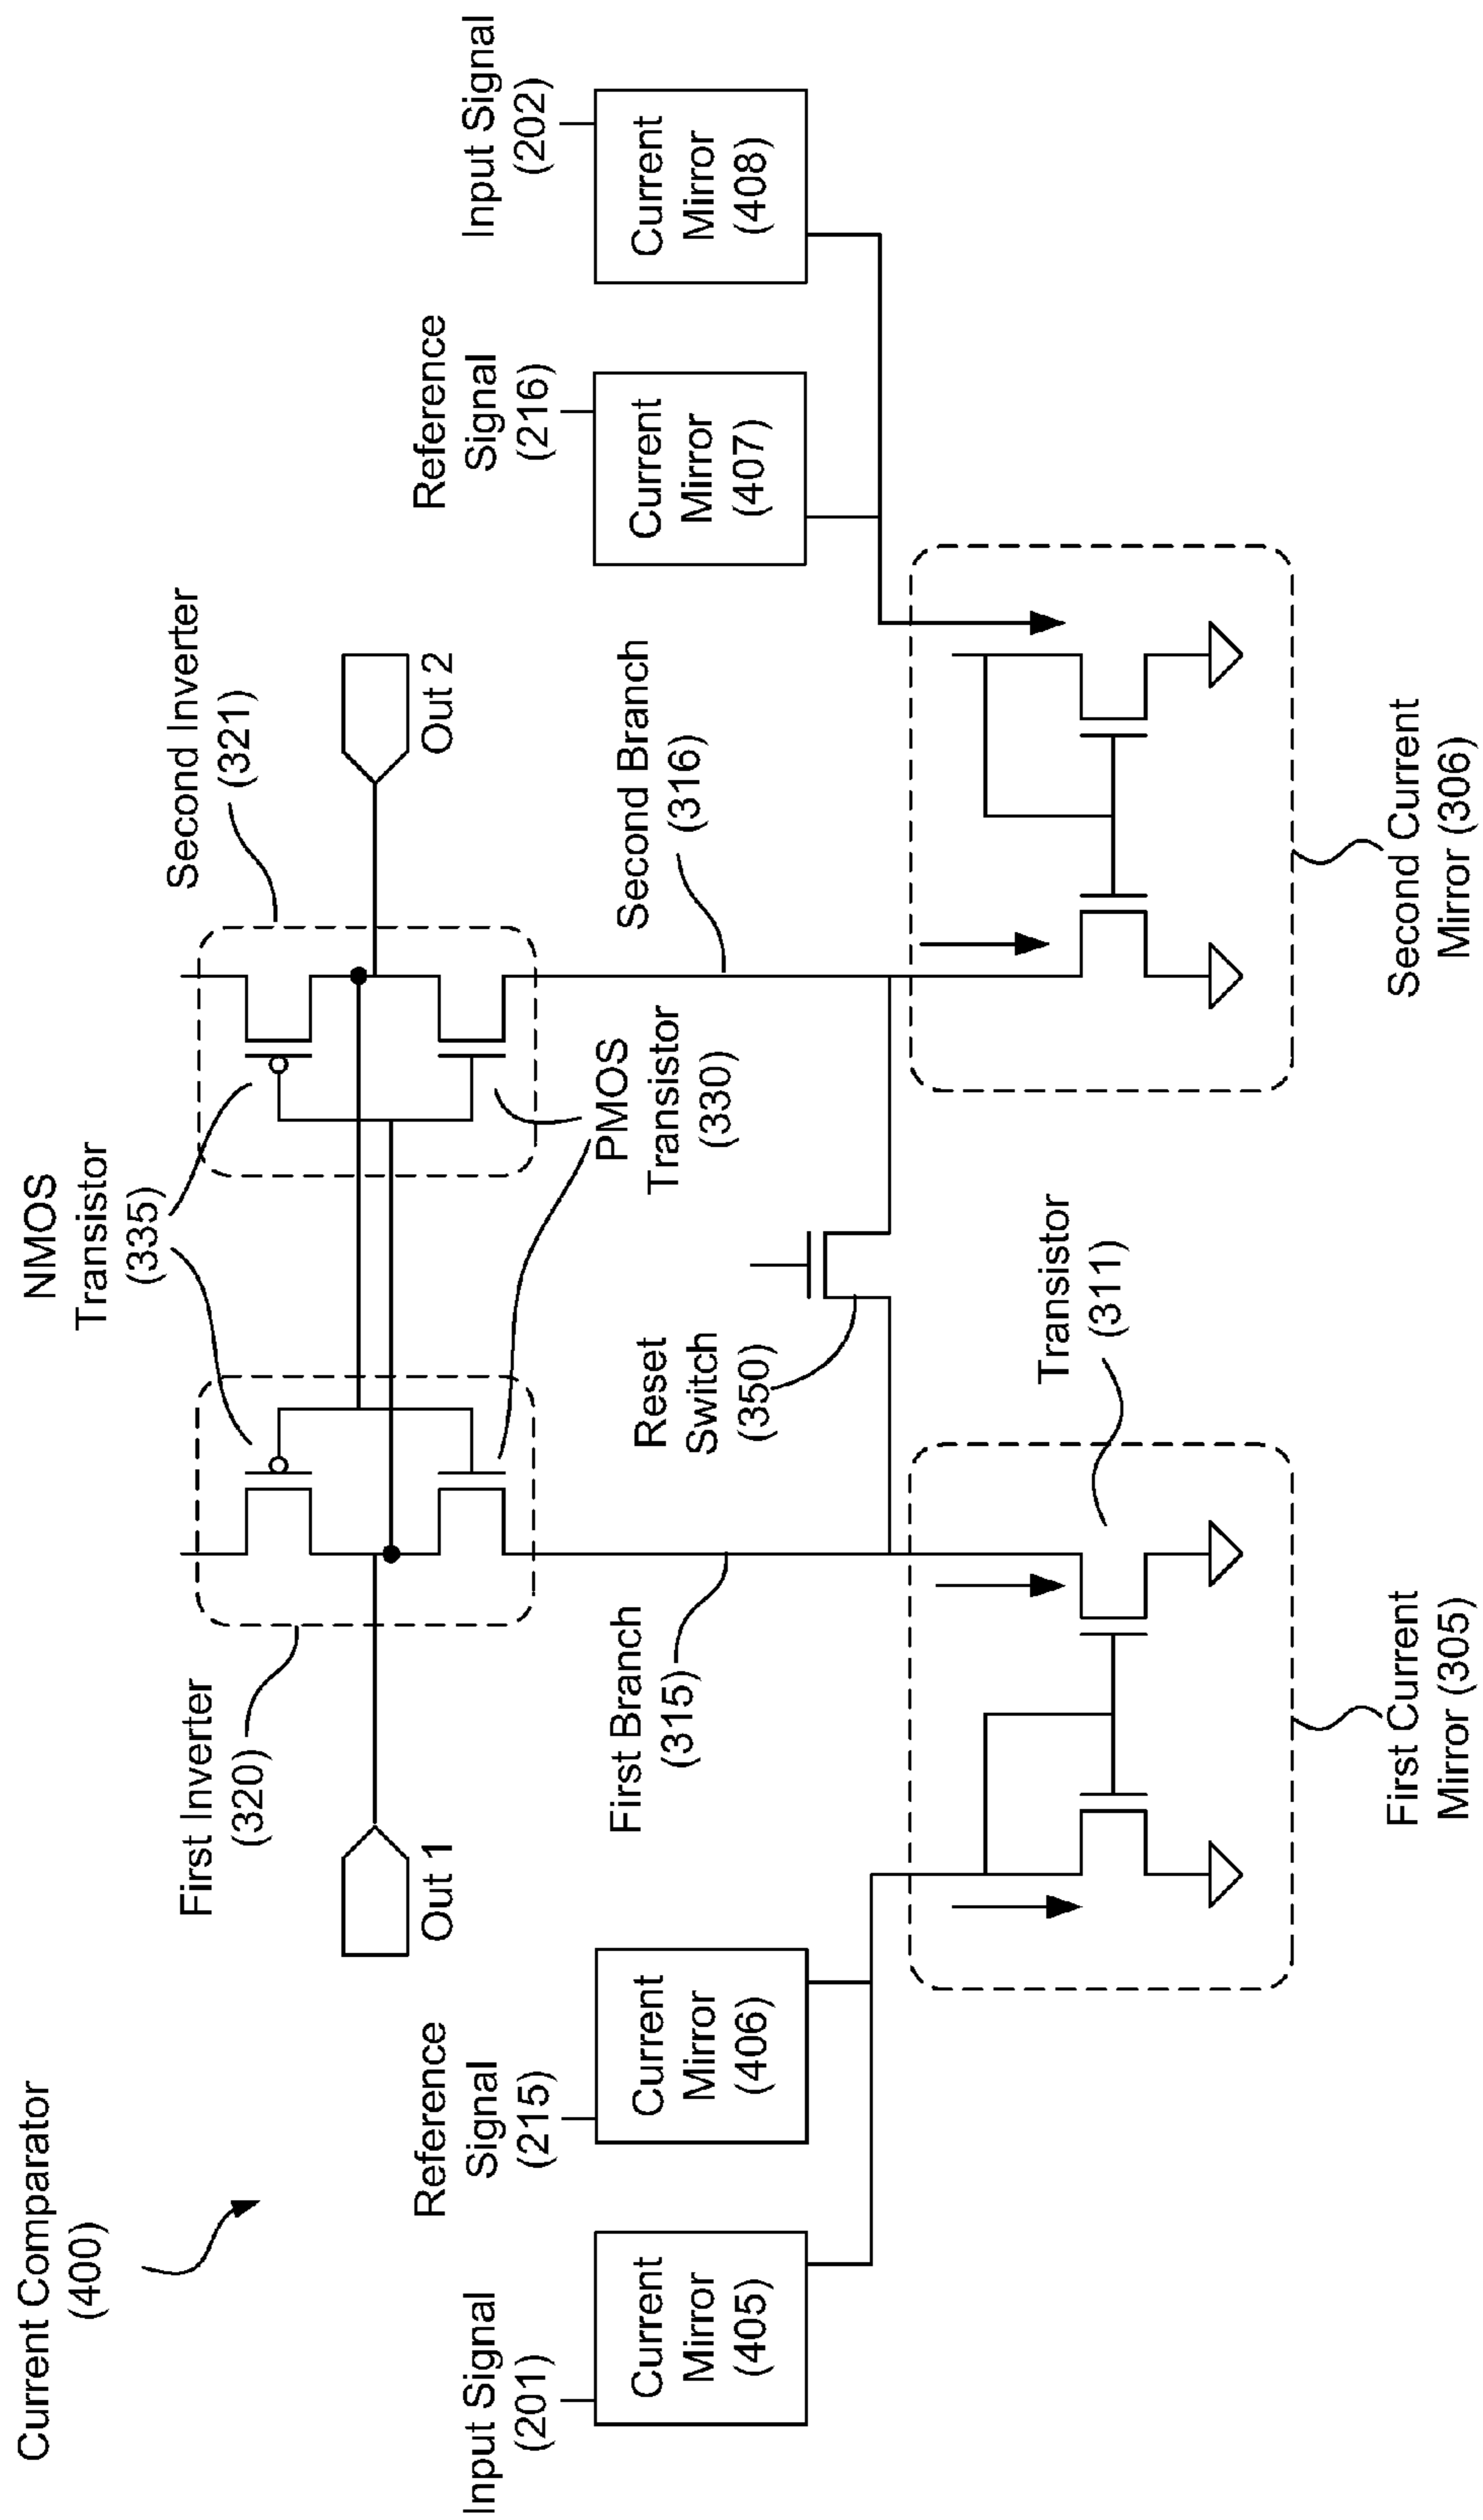 Current Comparator
(400)
NMOS
Transistor
(335)
First Inverter
(320)
Second Inverter
(321)
Out 1
Out 2
Input Signal
(201)
Reference
Signal
(215)
Reference
Signal
(216)
Input Signal
(202)
Current
Mirror
(405)
Current
Mirror
(406)
First Branch
(315)
Reset
Switch
(350)
PMOS
Transistor
(330)
Second Branch
(316)
Current
Mirror
(407)
Current
Mirror
(408)
Transistor
(311)
First Current
Mirror (305)
Second Current
Mirror (306)